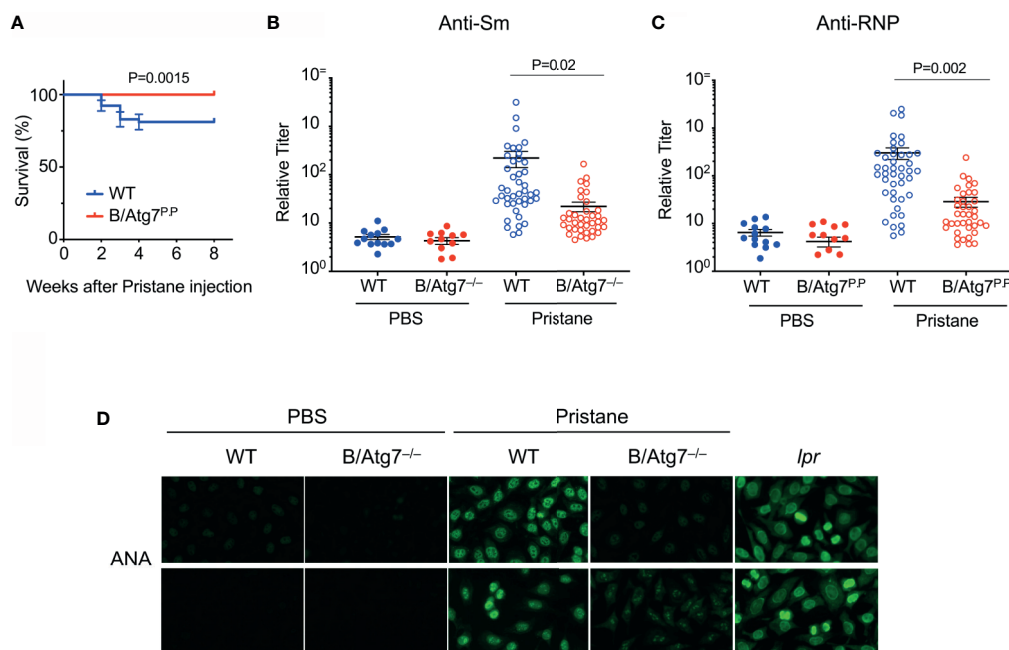 A
P=0.0015
Survival (%)
100
50
0
WT
B/Atg7P.P
0 2 4 6 8
Weeks after Pristane injection
B
Anti-Sm
P=0.02
Relative Titer
10=
10
10²
10
10⁰
WT B/Atg7–/– WT B/Atg7–/–
PBS Pristane
C
Anti-RNP
P=0.002
Relative Titer
10=
10
10²
10
10⁰
WT B/Atg7P.P WT B/Atg7P.P
PBS Pristane
D
PBS Pristane
WT B/Atg7–/– WT B/Atg7–/– lpr
ANA